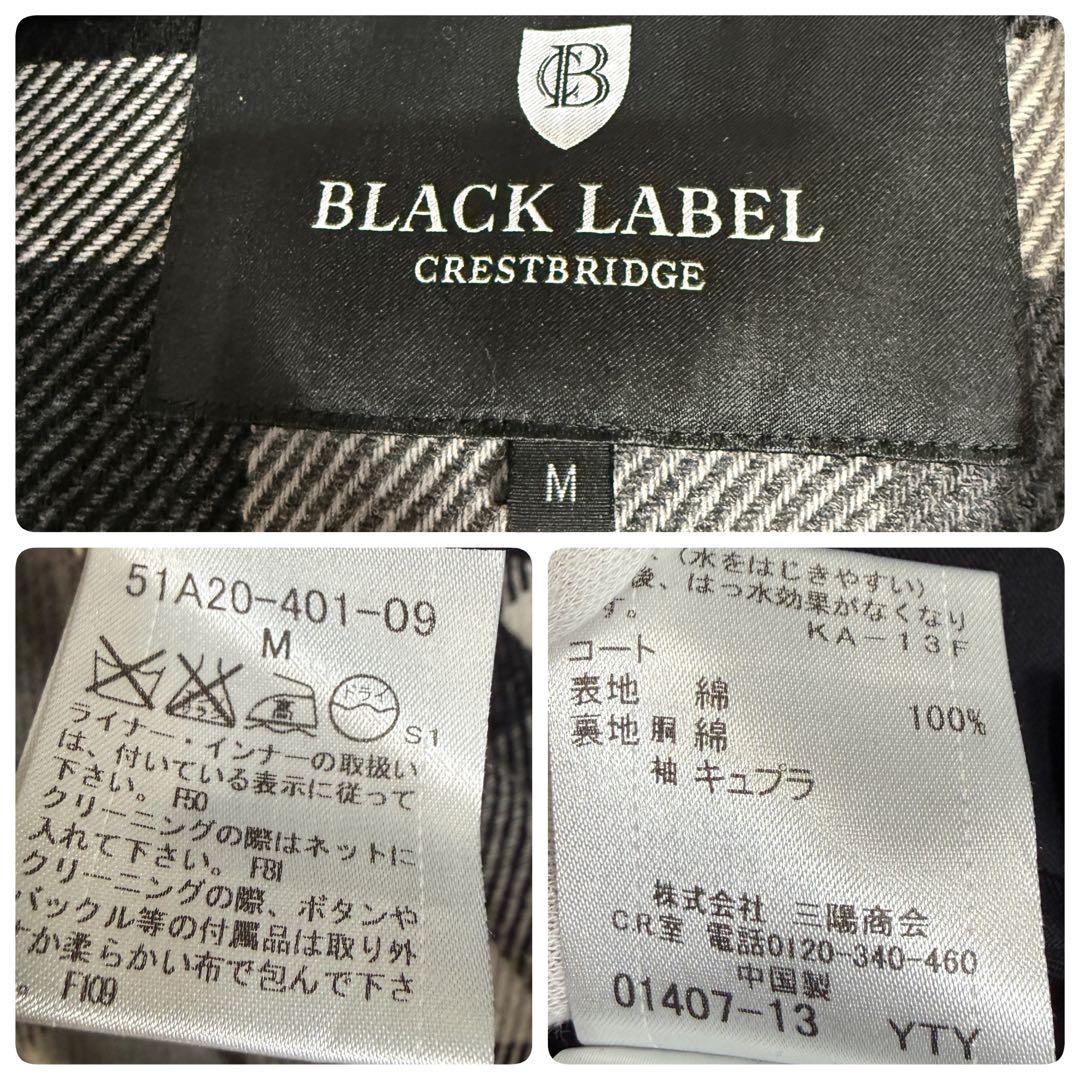 CB
BLACK LABEL
CRESTBRIDGE
M
51A20-401-09
M
高
ドライ
S1
ライナー・インナーの取扱い
は、付いている表示に従って
下さい。 F50
クリーニングの際はネットに
入れて下さい。 F81
クリーニングの際、ボタンや
バックル等の付属品は取り外
すか柔らかい布で包んで下さ
。 F109
(水をはじきやすい)
後、はっ水効果がなくなり
す。
KA-13F
コート
表地 綿
裏地 胴 綿 100%
袖 キュプラ
株式会社 三陽商会
CR室 電話0120-340-460
中国製
01407-13 YTY